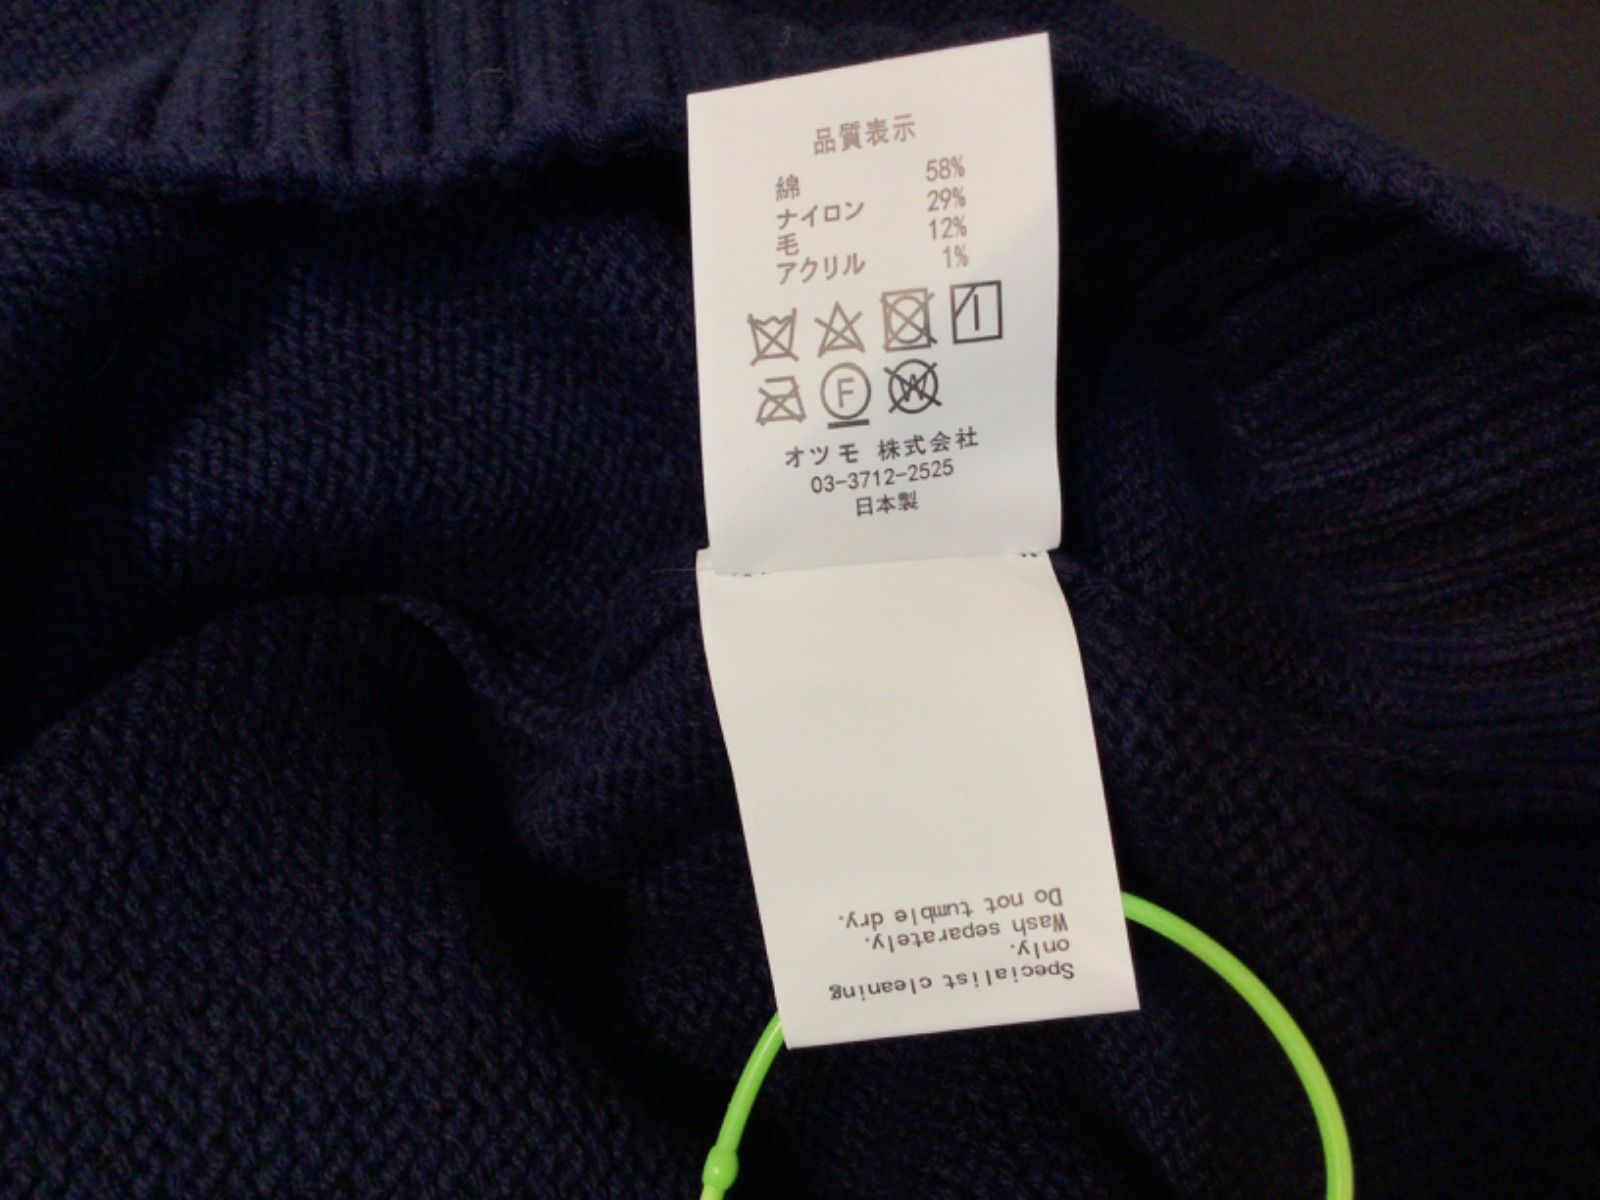 品質表示
綿 58%
ナイロン 29%
毛 12%
アクリル 1%
F
W
オツモ 株式会社
03-3712-2525
日本製
Specialist cleaning
only.
Wash separately.
Do not tumble dry.